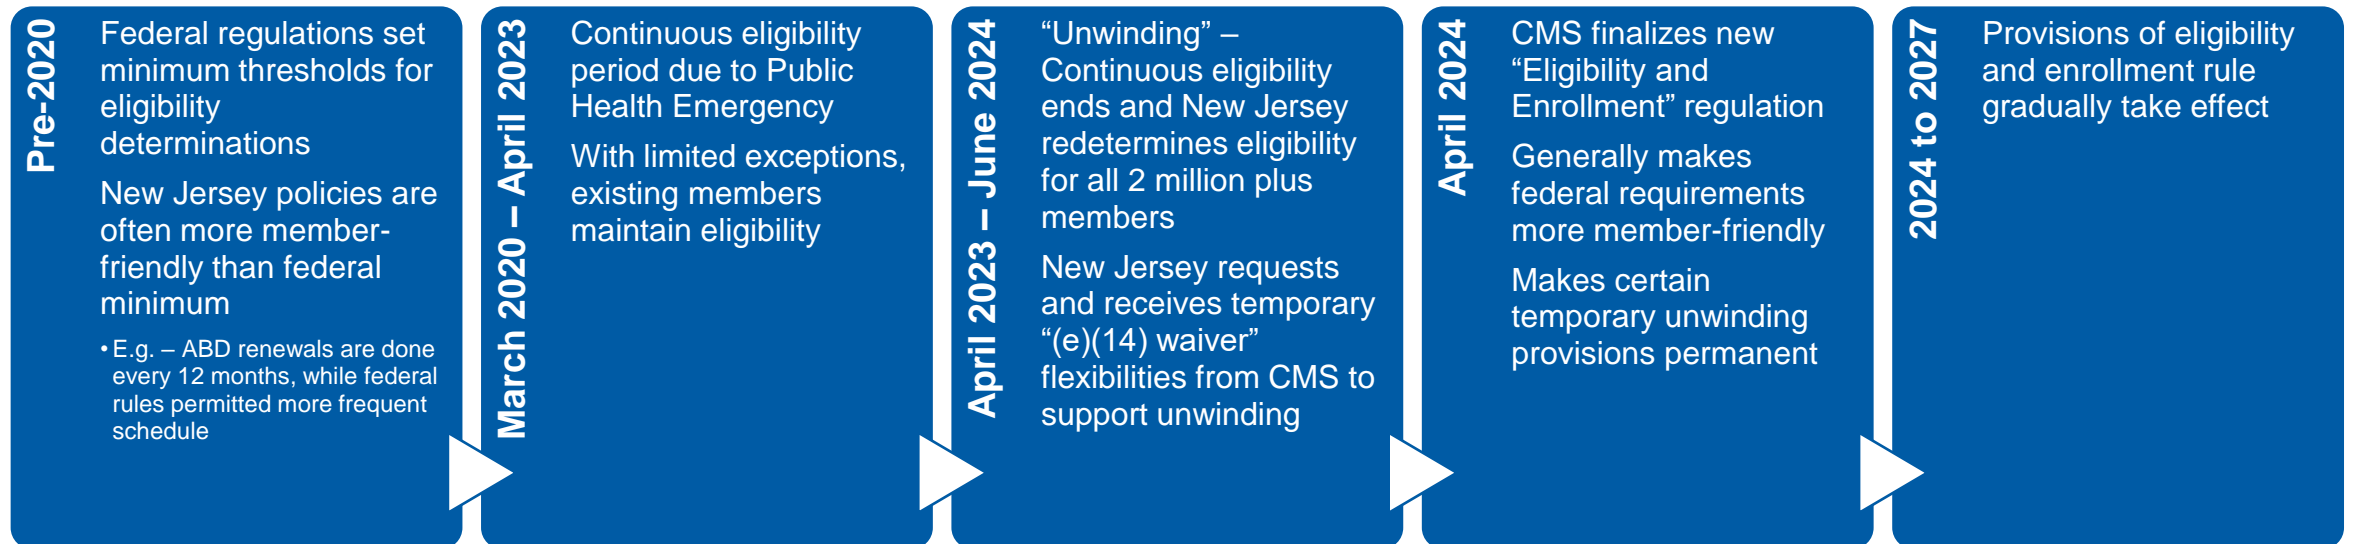 Pre-2020
Federal regulations set
minimum thresholds for
eligibility
determinations
New Jersey policies are
often more member-
friendly than federal
minimum
• E.g. – ABD renewals are done
every 12 months, while federal
rules permitted more frequent
schedule
March 2020 – April 2023
Continuous eligibility
period due to Public
Health Emergency
With limited exceptions,
existing members
maintain eligibility
April 2023 – June 2024
“Unwinding” –
Continuous eligibility
ends and New Jersey
redetermines eligibility
for all 2 million plus
members
New Jersey requests
and receives temporary
“(e)(14) waiver”
flexibilities from CMS to
support unwinding
April 2024
CMS finalizes new
“Eligibility and
Enrollment” regulation
Generally makes
federal requirements
more member-friendly
Makes certain
temporary unwinding
provisions permanent
2024 to 2027
Provisions of eligibility
and enrollment rule
gradually take effect